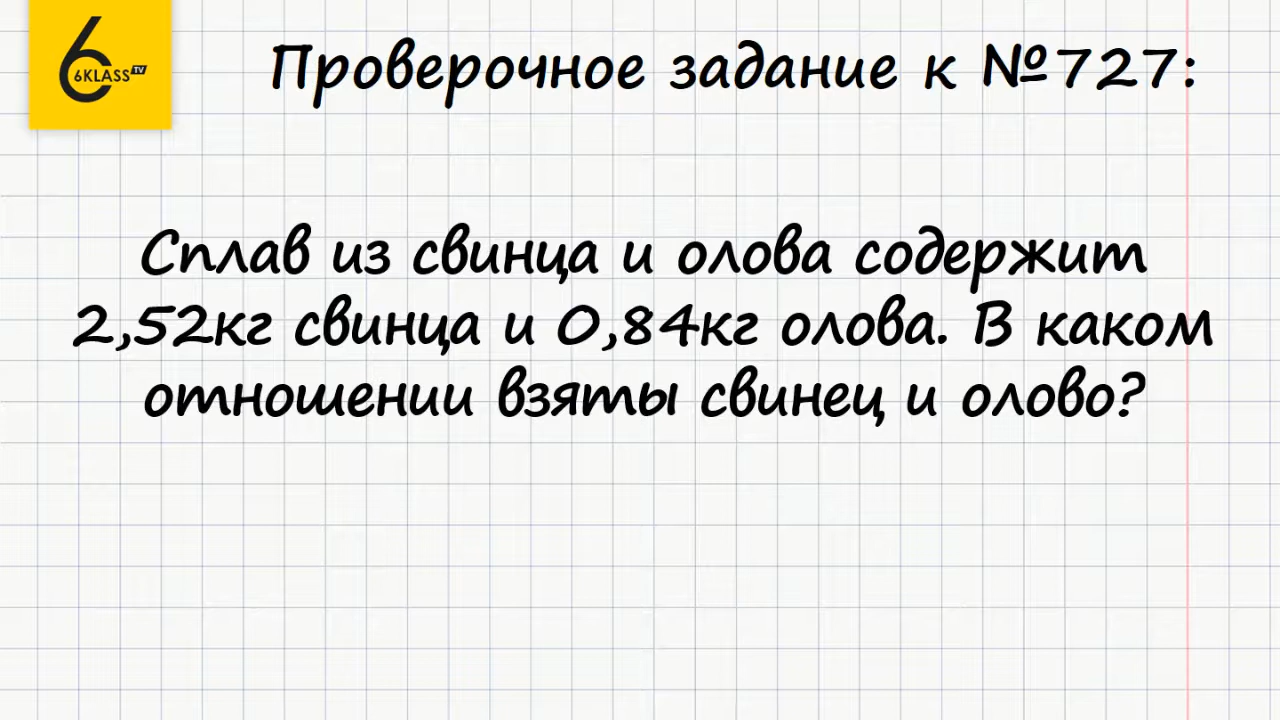 6KLASS TV
Проверочное задание к №727:
Сплав из свинца и олова содержит
2,52кг свинца и 0,84кг олова. В каком
отношении взяты свинец и олово?